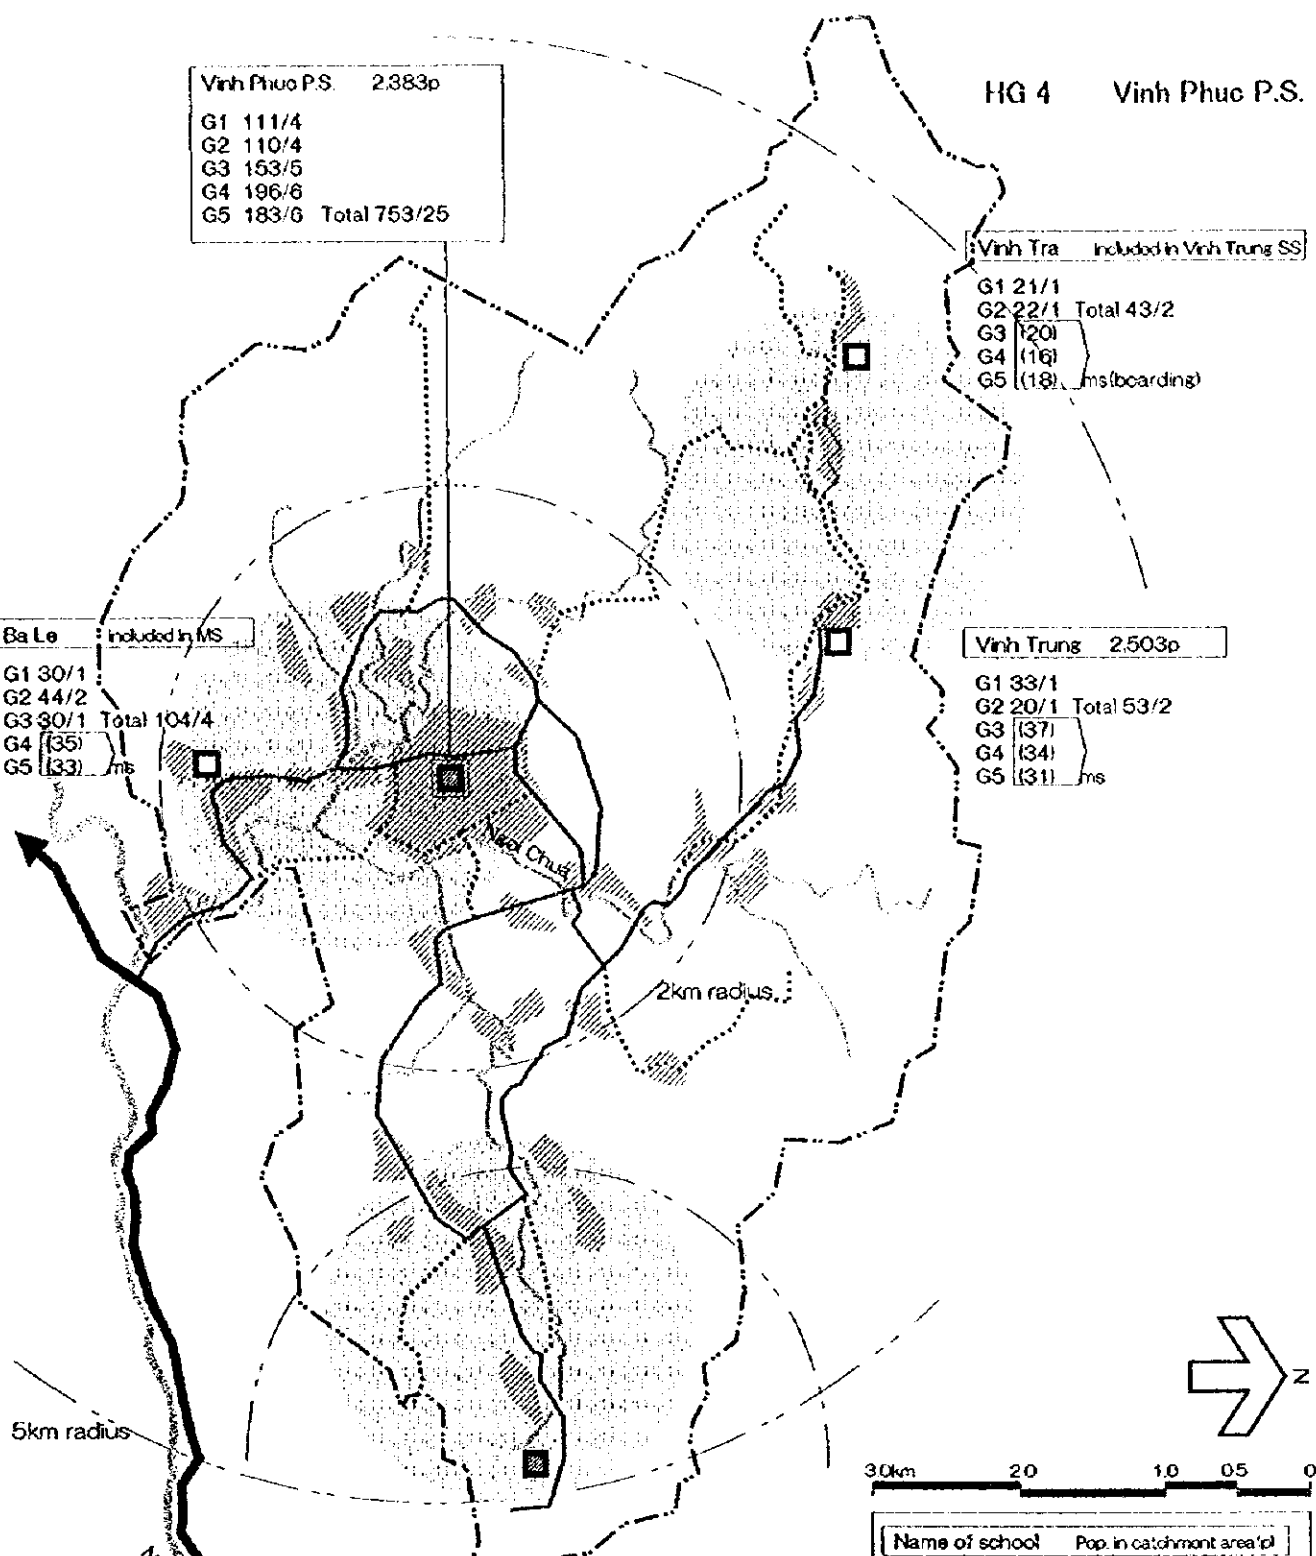 HG 4 Vinh Phuc P.S.
Vinh Phuc P.S. 2,383p
G1 111/4
G2 110/4
G3 153/5
G4 196/6
G5 183/6 Total 753/25
Vinh Tra included in Vinh Trung SS
G1 21/1
G2 22/1 Total 43/2
G3 (20)
G4 (16)
G5 (18) ms(boarding)
Ba Le included in MS
G1 30/1
G2 44/2
G3 30/1 Total 104/4
G4 (35)
G5 (33) ms
Vinh Trung 2,503p
G1 33/1
G2 20/1 Total 53/2
G3 (37)
G4 (34)
G5 (31) ms
Chua
2km radius
5km radius
N
3.0km 2.0 1.0 0.5 0
Name of school Pop. in catchment area(p)